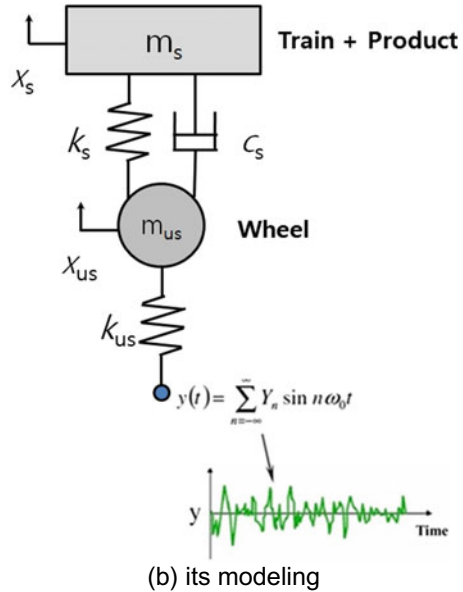 m_s
Train + Product
x_s
k_s
c_s
m_us
Wheel
x_us
k_us
y(t) = ∑_{n=-∞}^{∞} Y_n sin nω_0t
y
Time
(b) its modeling